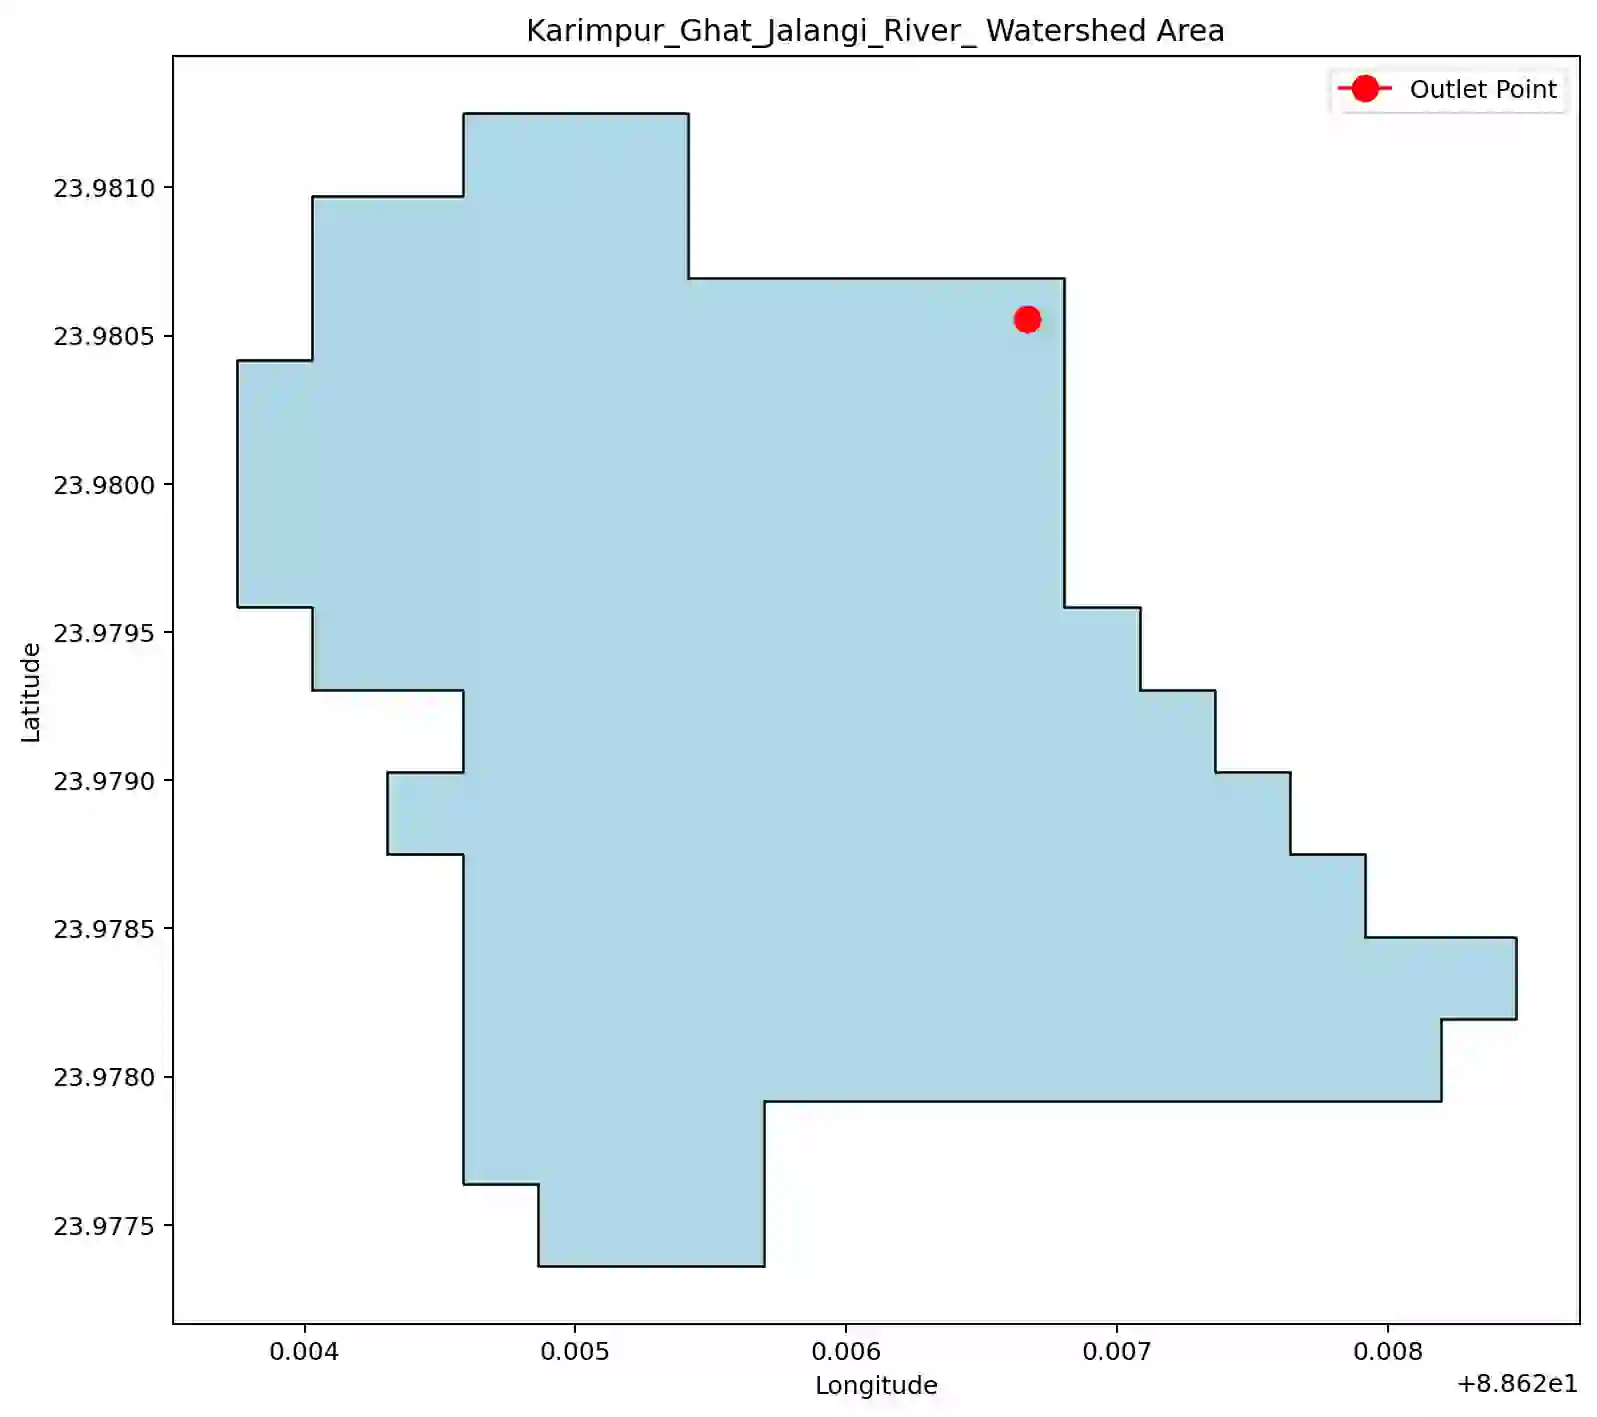 Karimpur_Ghat_Jalangi_River_ Watershed Area
Outlet Point
23.9810
23.9805
23.9800
23.9795
23.9790
23.9785
23.9780
23.9775
Latitude
0.004 0.005 0.006 0.007 0.008
Longitude
+8.862e1